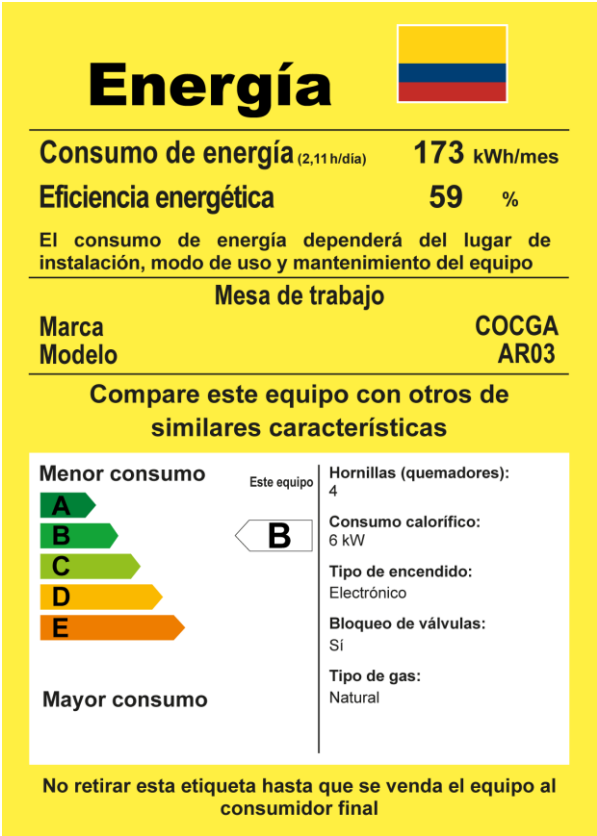 Energía
Consumo de energía (2,11 h/día) 173 kWh/mes
Eficiencia energética 59 %
El consumo de energía dependerá del lugar de
instalación, modo de uso y mantenimiento del equipo
Mesa de trabajo
Marca COCGA
Modelo AR03
Compare este equipo con otros de
similares características
Menor consumo
Este equipo
A
B
B
C
D
E
Mayor consumo
Hornillas (quemadores):
4
Consumo calorífico:
6 kW
Tipo de encendido:
Electrónico
Bloqueo de válvulas:
Sí
Tipo de gas:
Natural
No retirar esta etiqueta hasta que se venda el equipo al
consumidor final